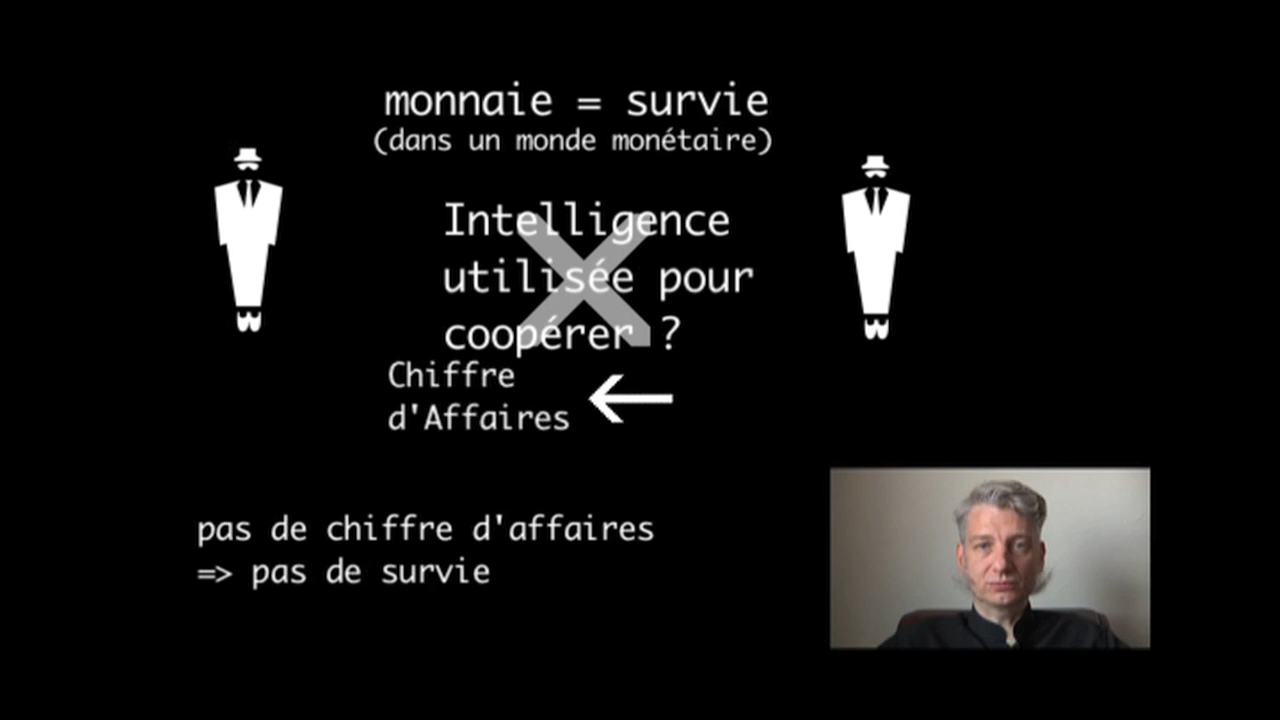 monnaie = survie
(dans un monde monétaire)
Intelligence
utilisée pour
coopérer ?
Chiffre
d'Affaires
pas de chiffre d'affaires
=> pas de survie